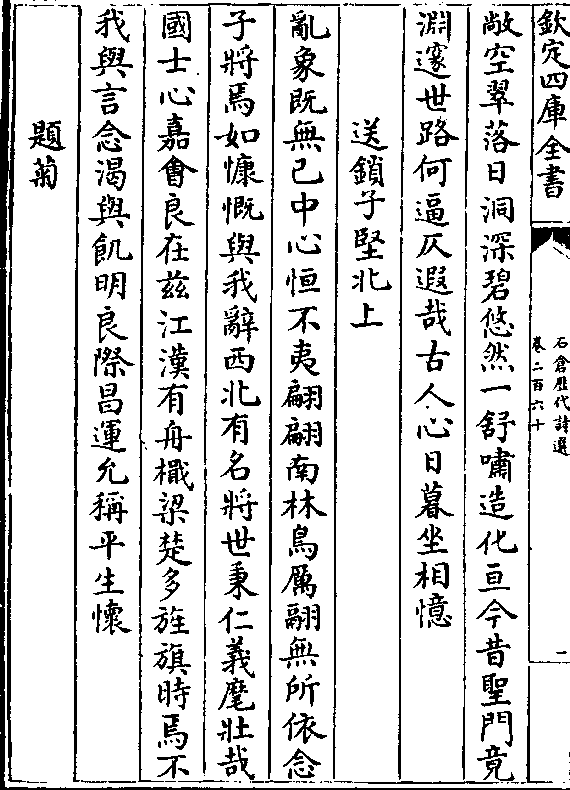 欽定四庫全書
石倉歷代詩選
卷二百六十
一
敞空翠落日洞深碧悠然一舒嘯造化亘今昔聖門竟
淵邃世路何逼仄遐哉古人心日暮坐相憶
送鎖子堅北上
亂象既無已中心恒不夷翩翩南林鳥厲翮無所依念
子將焉如慷慨與我辭西北有名將世秉仁義麾壯哉
國士心嘉會良在茲江漢有舟檝梁楚多旌旗時焉不
我與言念渴與飢明良際昌運允稱平生懷
題菊